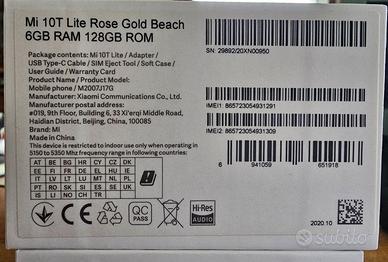 Mi 10T Lite Rose Gold Beach
6GB RAM 128GB ROM
Package contents: Mi 10T Lite / Adapter /
USB Type-C Cable / SIM Eject Tool / Soft Case /
User Guide / Warranty Card
Product Name / Product Model:
Mobile phone / M2007J17G
Manufacturer: Xiaomi Communications Co., Ltd.
Manufacturer postal address:
#019, 9th Floor, Building 6, 33 Xi'erqi Middle Road,
Haidian District, Beijing, China, 100085
Brand: Mi
Made in China
This device is restricted to indoor use only when operating in
5150 to 5350 MHz frequency range in the following countries:
AT BE BG HR CY CZ DK
EE FI FR DE EL HU IE
IT LV LT LU MT NL PL
PT RO SK SI ES SE UK
IS LI NO CH TR
SN: 29892/20XN00950
IMEI1: 865723054931291
IMEI2: 865723054931309
6 941059 651918
CE
QC
PASS
Hi-Res
AUDIO
2020.10
subito